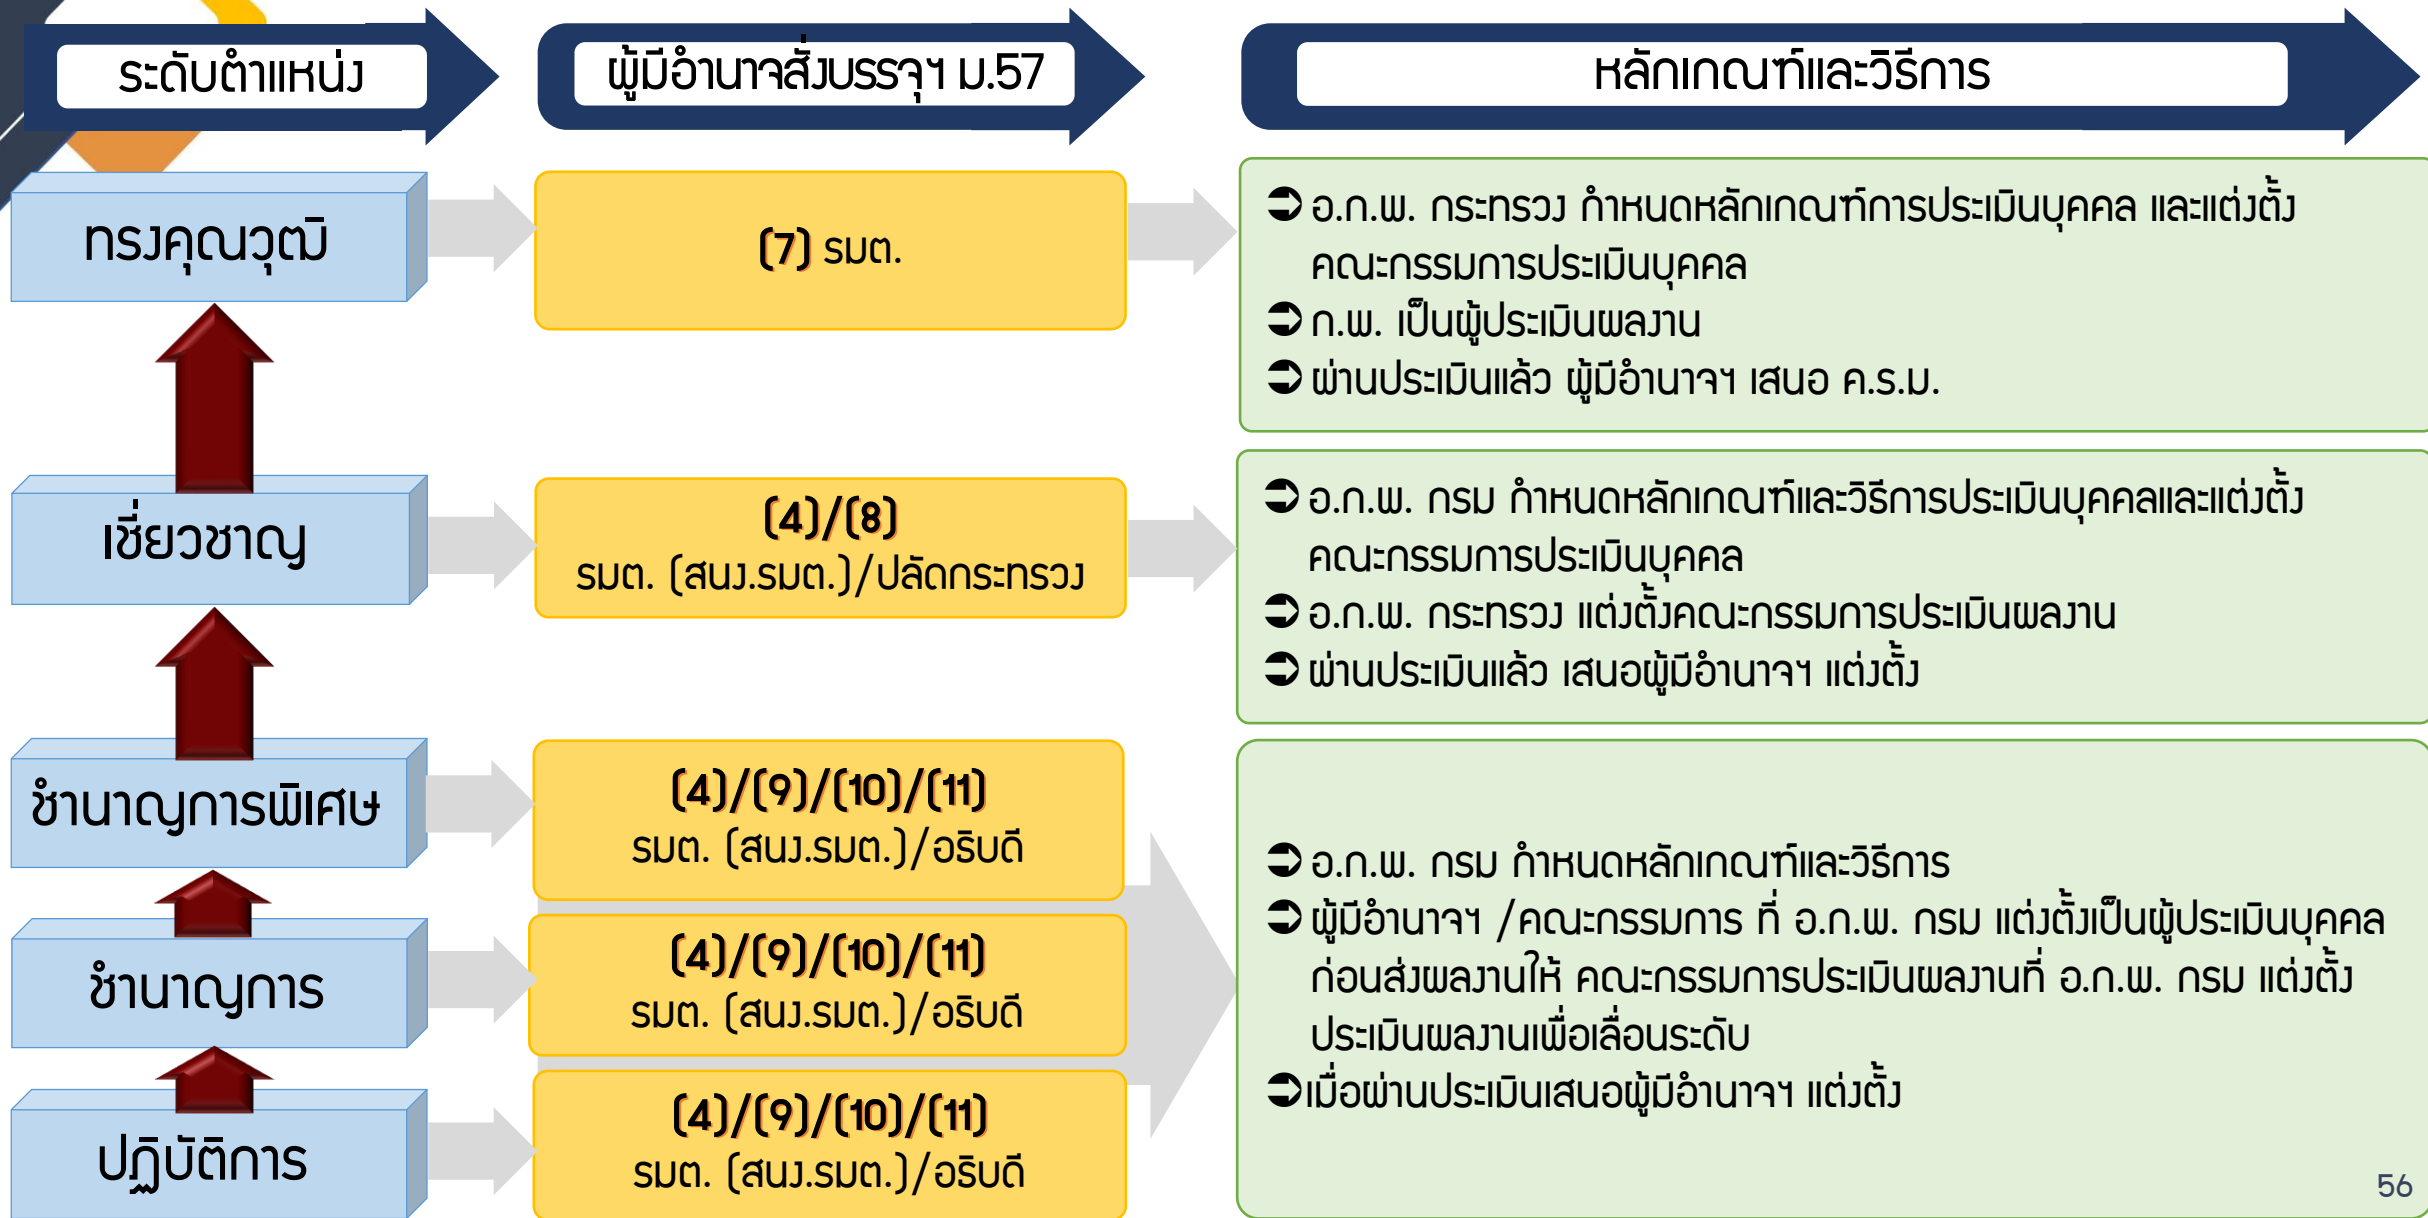 ระดับตำแหน่ง
ผู้มีอำนาจสั่งบรรจุฯ ม.57
หลักเกณฑ์และวิธีการ
ทรงคุณวุฒิ
(7) รมต.
➲ อ.ก.พ. กระทรวง กำหนดหลักเกณฑ์การประเมินบุคคล และแต่งตั้ง
คณะกรรมการประเมินบุคคล
➲ ก.พ. เป็นผู้ประเมินผลงาน
➲ ผ่านประเมินแล้ว ผู้มีอำนาจฯ เสนอ ค.ร.ม.
เชี่ยวชาญ
(4)/(8)
รมต. (สนง.รมต.)/ปลัดกระทรวง
➲ อ.ก.พ. กรม กำหนดหลักเกณฑ์และวิธีการประเมินบุคคลและแต่งตั้ง
คณะกรรมการประเมินบุคคล
➲ อ.ก.พ. กระทรวง แต่งตั้งคณะกรรมการประเมินผลงาน
➲ ผ่านประเมินแล้ว เสนอผู้มีอำนาจฯ แต่งตั้ง
ชำนาญการพิเศษ
(4)/(9)/(10)/(11)
รมต. (สนง.รมต.)/อธิบดี
ชำนาญการ
(4)/(9)/(10)/(11)
รมต. (สนง.รมต.)/อธิบดี
ปฏิบัติการ
(4)/(9)/(10)/(11)
รมต. (สนง.รมต.)/อธิบดี
➲ อ.ก.พ. กรม กำหนดหลักเกณฑ์และวิธีการ
➲ ผู้มีอำนาจฯ /คณะกรรมการ ที่ อ.ก.พ. กรม แต่งตั้งเป็นผู้ประเมินบุคคล
ก่อนส่งผลงานให้ คณะกรรมการประเมินผลงานที่ อ.ก.พ. กรม แต่งตั้ง
ประเมินผลงานเพื่อเลื่อนระดับ
➲เมื่อผ่านประเมินเสนอผู้มีอำนาจฯ แต่งตั้ง
56